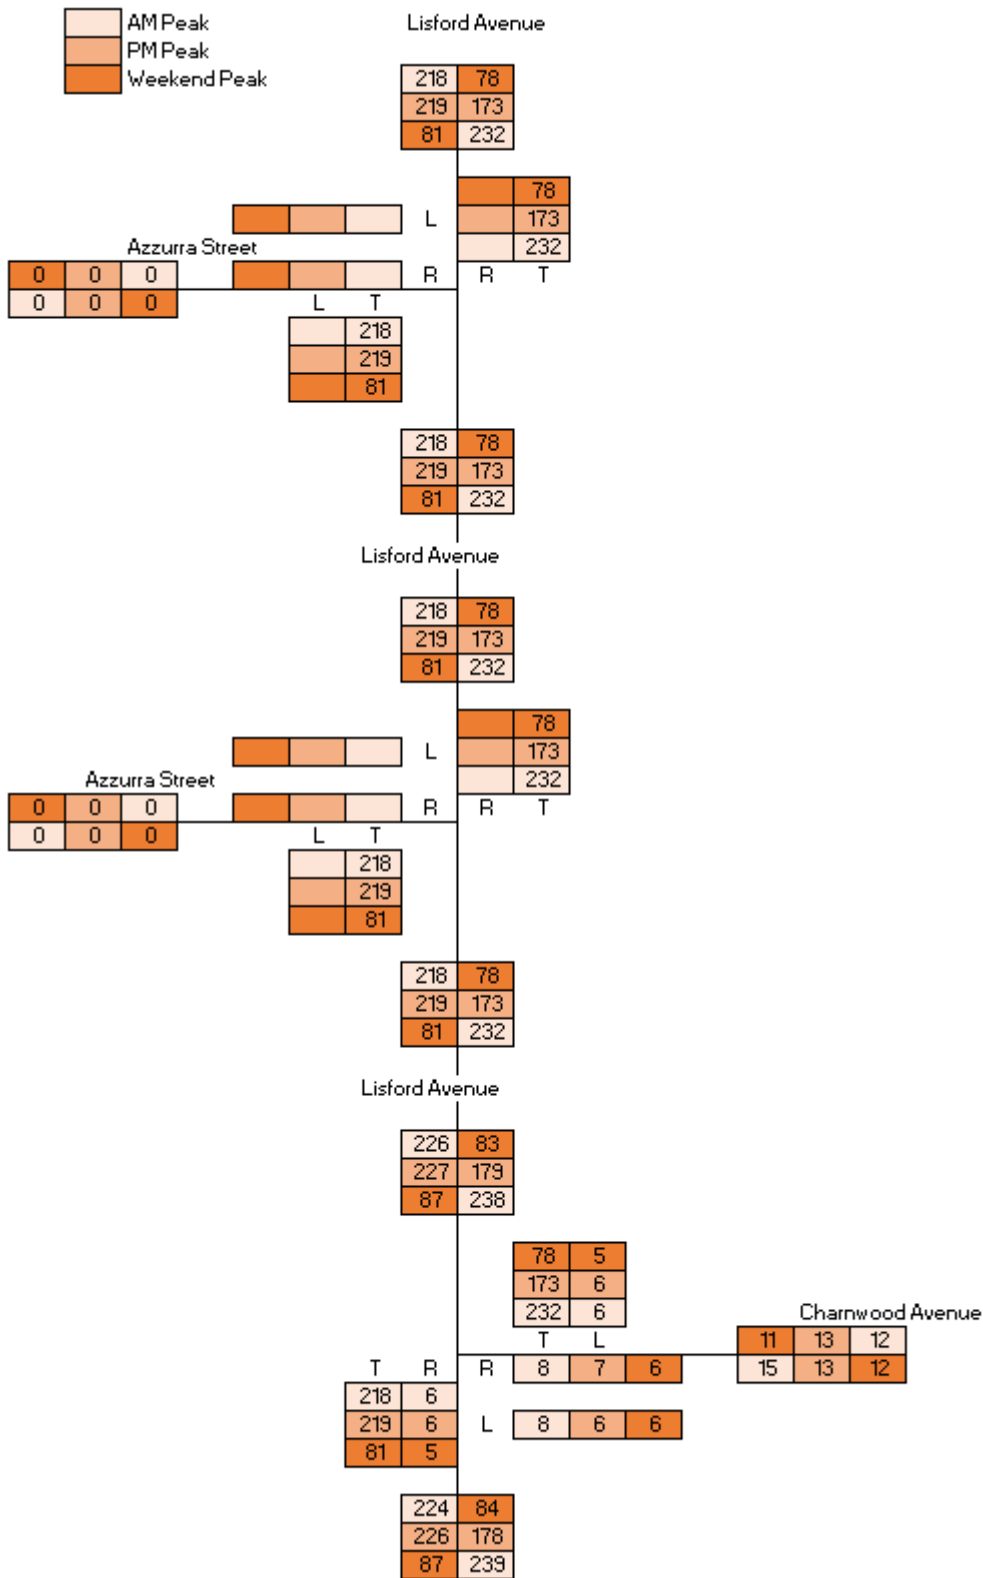 AM Peak Lisford Avenue
PM Peak
Weekend Peak
218 78
219 173
81 232
78
L 173
232
Azzurra Street
0 0 0 R R T
0 0 0 L T
218
219
81
218 78
219 173
81 232
Lisford Avenue
218 78
219 173
81 232
78
L 173
232
Azzurra Street
0 0 0 R R T
0 0 0 L T
218
219
81
218 78
219 173
81 232
Lisford Avenue
226 83
227 179
87 238
78 5
173 6
232 6 Charnwood Avenue
T L 11 13 12
T R R 8 7 6 15 13 12
218 6
219 6 L 8 6 6
81 5
224 84
226 178
87 239